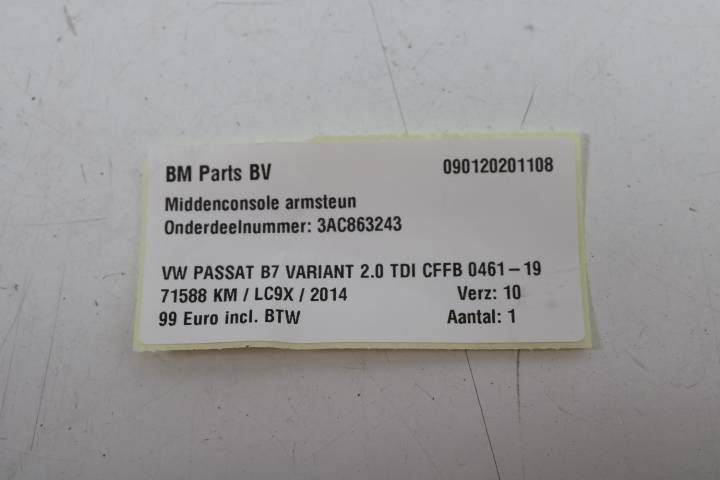 BM Parts BV 090120201108
Middenconsole armsteun
Onderdeelnummer: 3AC863243
VW PASSAT B7 VARIANT 2.0 TDI CFFB 0461-19
71588 KM / LC9X / 2014 Verz: 10
99 Euro incl. BTW Aantal: 1